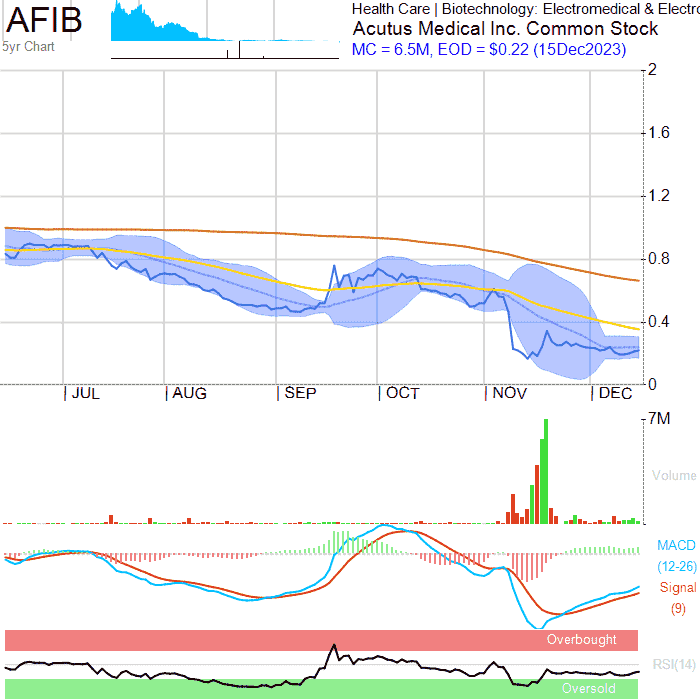 AFIB
5yr Chart
Health Care | Biotechnology: Electromedical & Electro
Acutus Medical Inc. Common Stock
MC = 6.5M, EOD = $0.22 (15Dec2023)
2
1.6
1.2
0.8
0.4
0
JUL AUG SEP OCT NOV DEC
7M
Volume
MACD
(12-26)
Signal
(9)
Overbought
RSI(14)
Oversold